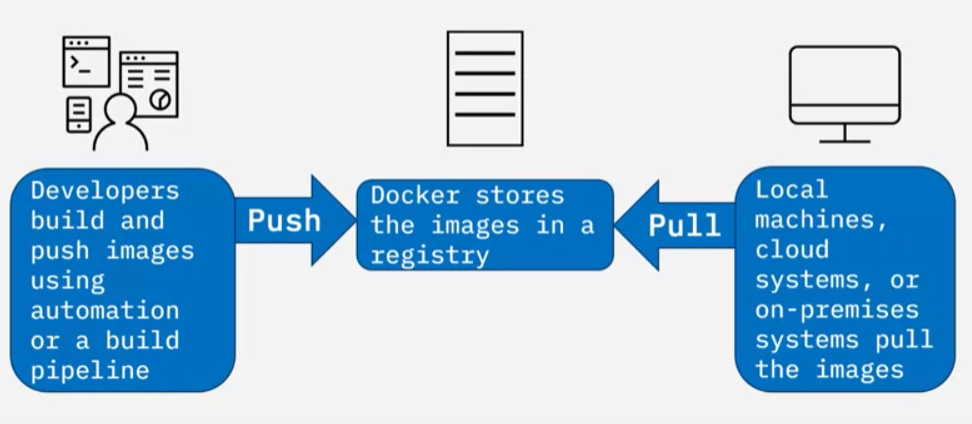 Developers
build and
push images
using
automation
or a build
pipeline
Push
Docker stores
the images in a
registry
Pull
Local
machines,
cloud
systems, or
on-premises
systems pull
the images